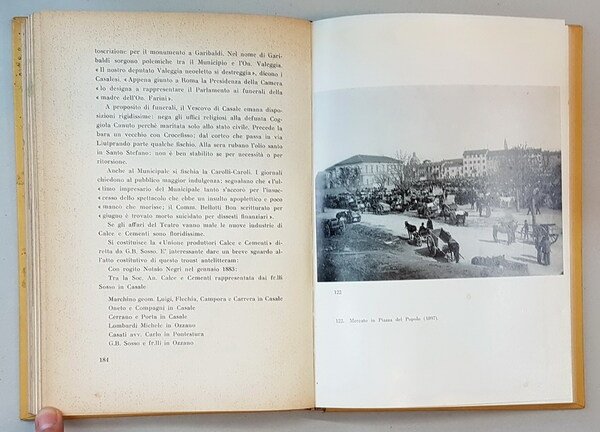 toscrizione per il monumento a Garibaldi. Nel nome di Gari-
baldi sorgono polemiche tra il Municipio e l'On. Valeggia.
« Il nostro deputato Valeggia neoeletto si destreggia », dicono i
Casalesi. « Appena giunto a Roma la Presidenza della Camera
« lo designa a rappresentare il Parlamento ai funerali della
« madre dell'On. Farini ».
A proposito di funerali, il Vescovo di Casale emana dispo-
sizioni rigidissime: nega gli uffici religiosi alla defunta Cog-
giola Canuto perchè maritata solo allo stato civile. Precede la
bara un vecchio con Crocefisso; dal corteo che passa in via
Luiprando parte qualche fischio. Alla sera rubano l'olio santo
in Santo Stefano: non è ben stabilito se per necessità o per
ritorsione.
Anche al Municipale si fischia la Carolli-Caroli. I giornali
chiedono al pubblico maggior indulgenza; segnalano che « l'ul-
« timo impresario del Municipale tanto s'accorò per l'insuc-
« cesso dello spettacolo che ebbe un insulto apoplettico e poco
« mancò che morisse; il Comm. Bellotti Bon scritturato per
« giugno è trovato morto suicidato per dissesti finanziari ».
Se gli affari del Teatro vanno male le nuove industrie di
Calce e Cementi sono floridissime.
Si costituisce la « Unione produttori Calce e Cementi » di-
retta da G.B. Sosso. E' interessante dare un breve sguardo al-
l'atto costitutivo di questo troust antelitteram:
Con rogito Notaio Negri nel gennaio 1883:
Tra la Soc. An. Calce e Cementi rappresentata dai fr.lli
Sosso in Casale
Marchino geom. Luigi, Flechia, Campora e Carrera in Casale
Oneto e Compagni in Casale
Cerrano e Porta in Casale
Lombardi Michele in Ozzano
Casati avv. Carlo in Pontestura
G.B. Sosso e fr.lli in Ozzano
184
122
122. Mercato in Piazza del Popolo (1897).